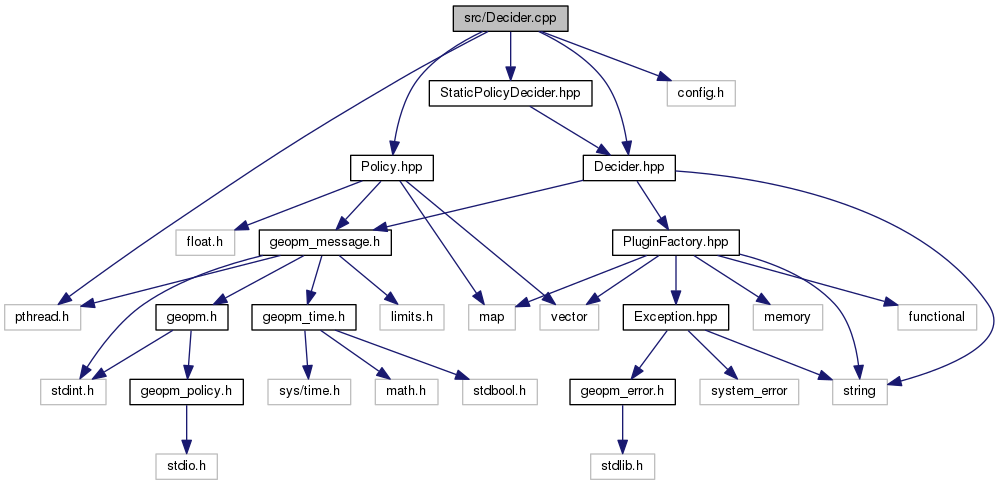 src/Decider.cpp
StaticPolicyDecider.hpp
config.h
Policy.hpp
Decider.hpp
float.h
geopm_message.h
PluginFactory.hpp
pthread.h
geopm.h
geopm_time.h
limits.h
map
vector
Exception.hpp
memory
functional
stdint.h
geopm_policy.h
sys/time.h
math.h
stdbool.h
geopm_error.h
system_error
string
stdio.h
stdlib.h